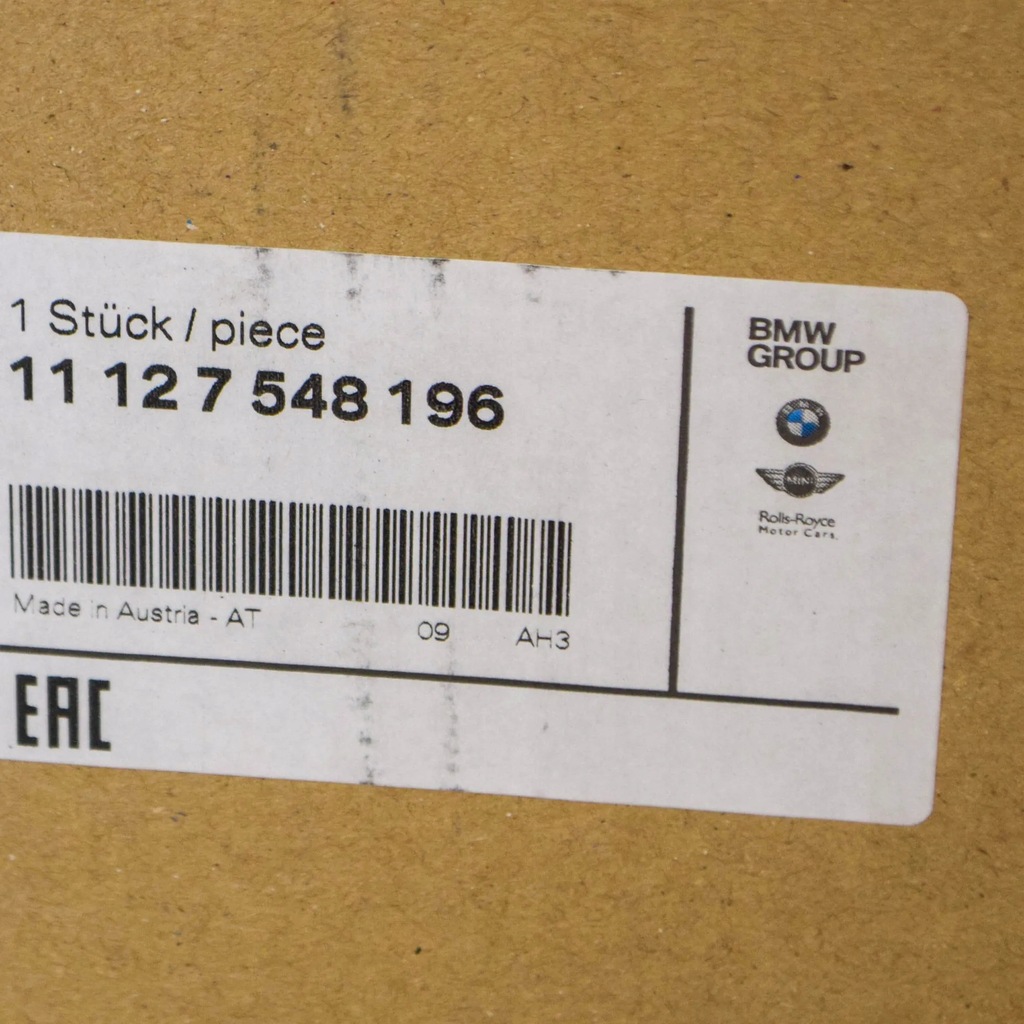 1 Stück / piece
11 12 7 548 196
Made in Austria - AT
09
AH3
EAC
BMW
GROUP
BMW
MINI
Rolls-Royce
Motor Cars